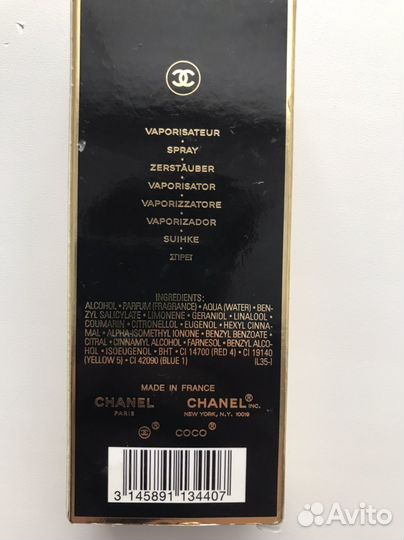 VAPORISATEUR
SPRAY
ZERSTÄUBER
VAPORISATOR
VAPORIZZATORE
VAPORIZADOR
SUIHKE
ΣΠΡΕΪ
INGREDIENTS:
ALCOHOL • PARFUM (FRAGRANCE) • AQUA (WATER) • BEN-
ZYL SALICYLATE • LIMONENE • GERANIOL • LINALOOL •
COUMARIN • CITRONELLOL • EUGENOL • HEXYL CINNA-
MAL • ALPHA-ISOMETHYL IONONE • BENZYL BENZOATE •
CITRAL • CINNAMYL ALCOHOL • FARNESOL • BENZYL ALCO-
HOL • ISOEUGENOL • BHT • CI 14700 (RED 4) • CI 19140
(YELLOW 5) • CI 42090 (BLUE 1) IL35-I
MADE IN FRANCE
CHANEL CHANEL® INC.
PARIS NEW YORK, N.Y., 10019
® COCO®
3 145891 134407
Avito